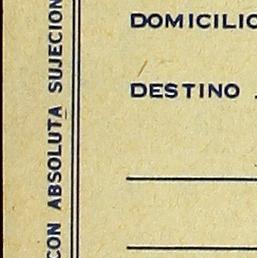 DOMICILIO
DESTINO
CON ABSOLUTA SUJECION